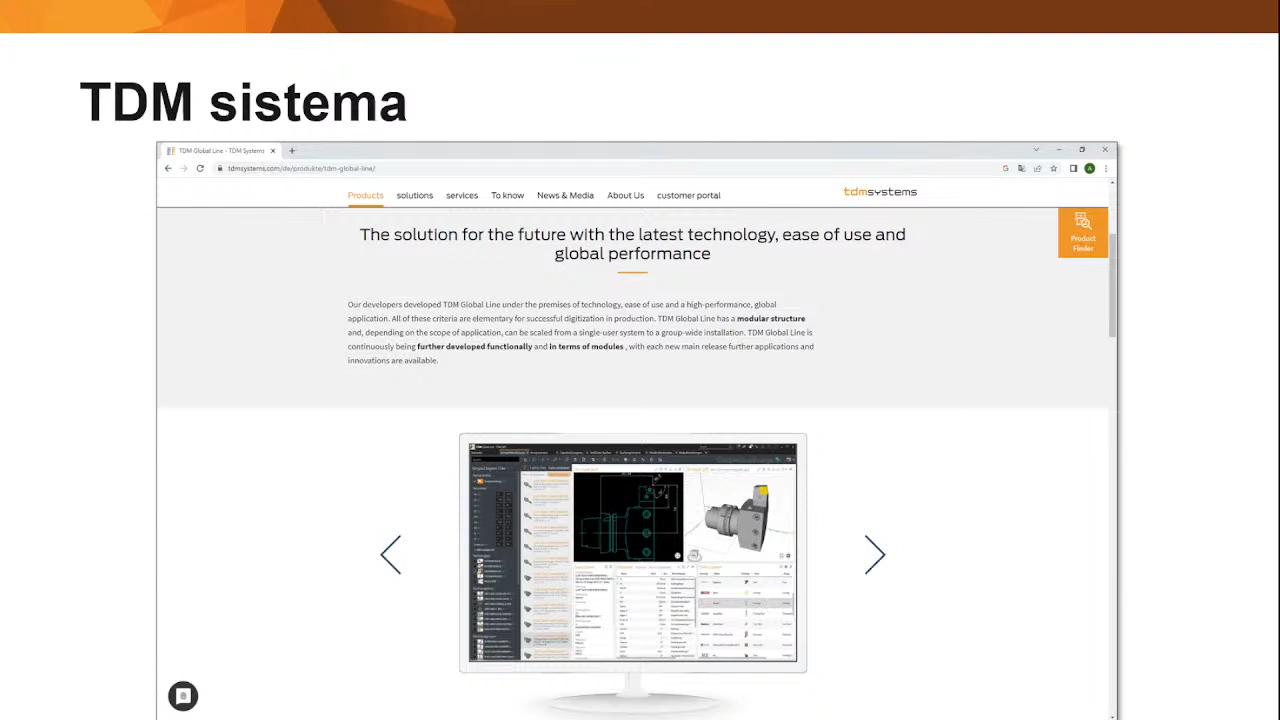 TDM sistema
TDM Global Line - TDM Systems
tdmsystems.com/de/produkte/tdm-global-line/
Products solutions services To know News & Media About Us customer portal
tdmsystems
Product
Finder
The solution for the future with the latest technology, ease of use and
global performance
Our developers developed TDM Global Line under the premises of technology, ease of use and a high-performance, global
application. All of these criteria are elementary for successful digitization in production. TDM Global Line has a modular structure
and, depending on the scope of application, can be scaled from a single-user system to a group-wide installation. TDM Global Line is
continuously being further developed functionally and in terms of modules , with each new main release further applications and
innovations are available.